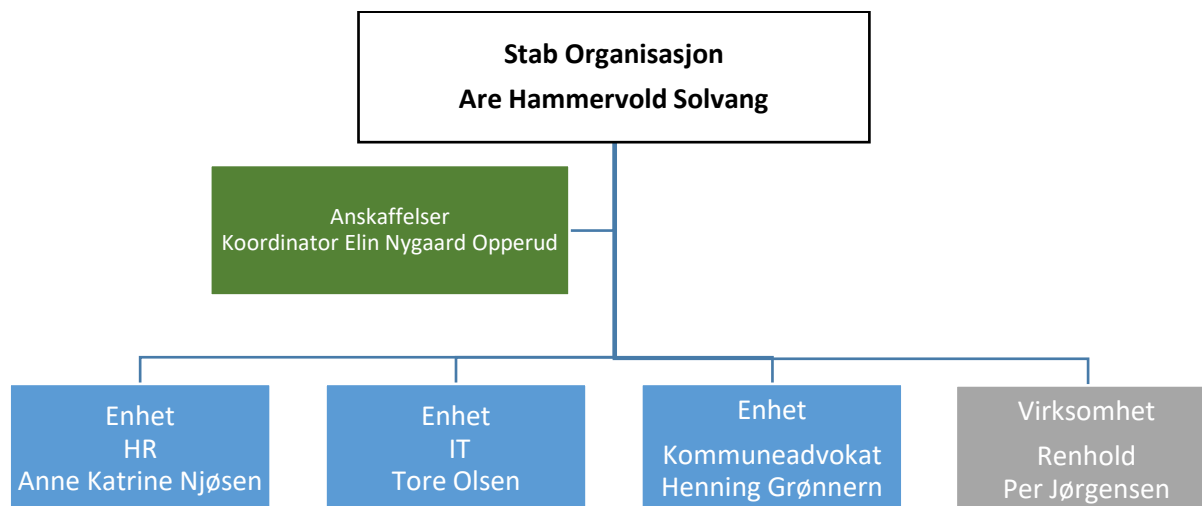 Stab Organisasjon
Are Hammervold Solvang
Anskaffelser
Koordinator Elin Nygaard Opperud
Enhet
HR
Anne Katrine Njøsen
Enhet
IT
Tore Olsen
Enhet
Kommuneadvokat
Henning Grønnern
Virksomhet
Renhold
Per Jørgensen